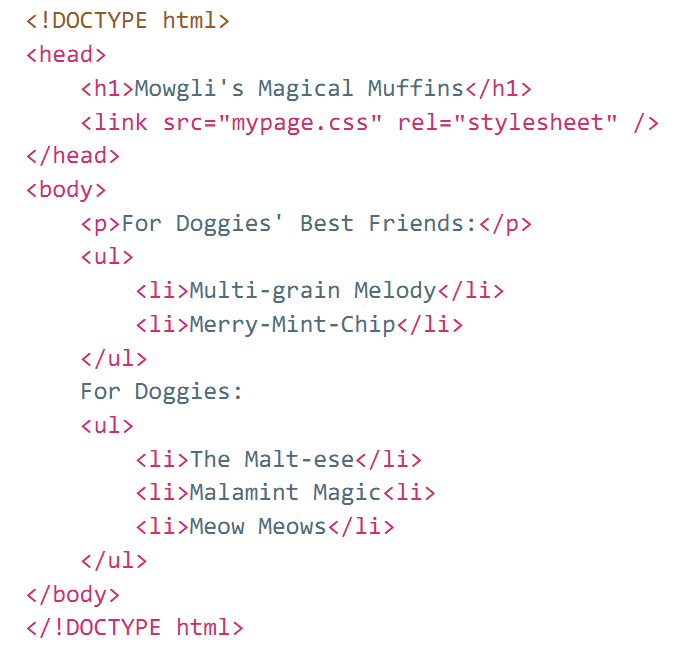 <!DOCTYPE html>
<head>
    <h1>Mowgli's Magical Muffins</h1>
    <link src="mypage.css" rel="stylesheet" />
</head>
<body>
    <p>For Doggies' Best Friends:</p>
    <ul>
        <li>Multi-grain Melody</li>
        <li>Merry-Mint-Chip</li>
    </ul>
    For Doggies:
    <ul>
        <li>The Malt-ese</li>
        <li>Malamint Magic<li>
        <li>Meow Meows</li>
    </ul>
</body>
</!DOCTYPE html>